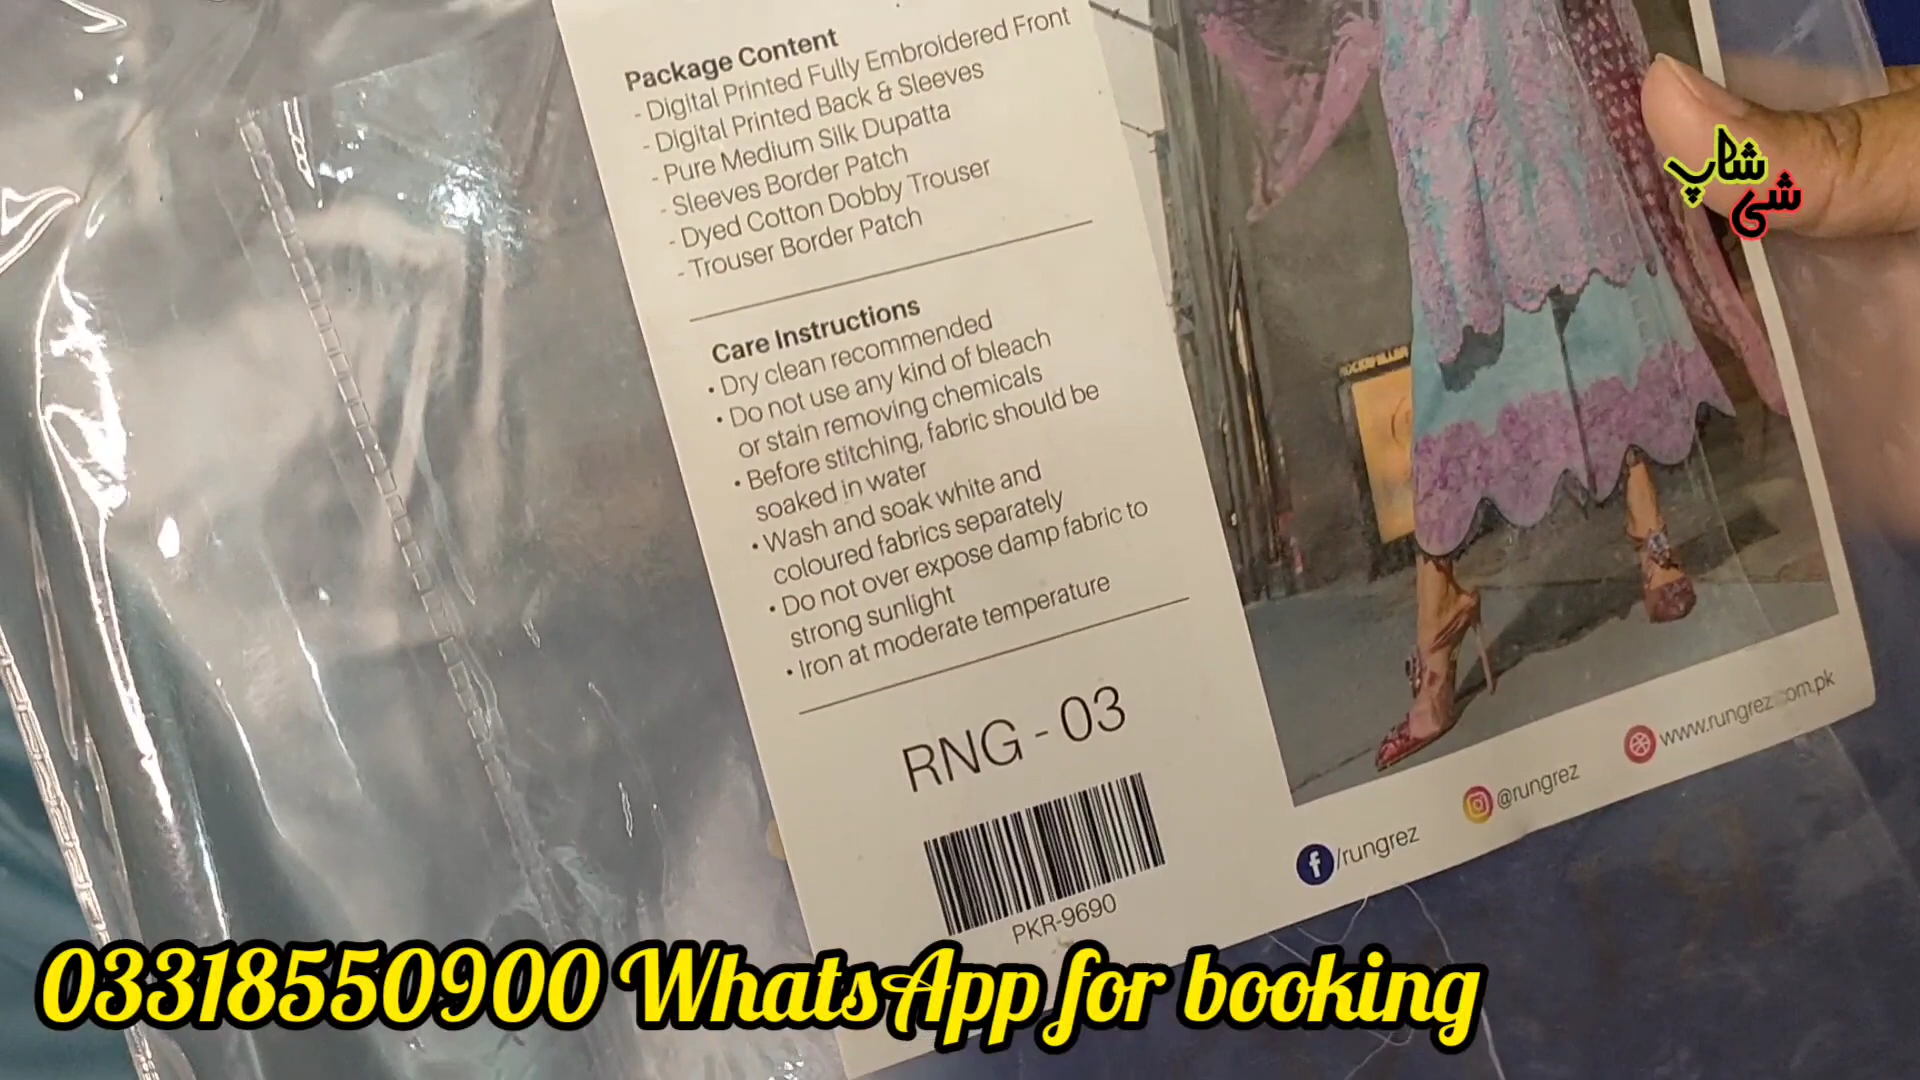 Package Content
- Digital Printed Fully Embroidered Front
- Digital Printed Back & Sleeves
- Pure Medium Silk Dupatta
- Sleeves Border Patch
- Dyed Cotton Dobby Trouser
- Trouser Border Patch
Care Instructions
• Dry clean recommended
• Do not use any kind of bleach
or stain removing chemicals
• Before stitching, fabric should be
soaked in water
• Wash and soak white and
coloured fabrics separately
• Do not over expose damp fabric to
strong sunlight
• Iron at moderate temperature
RNG - 03
PKR-9690
/rungrez
@rungrez
www.rungrez.com.pk
شاپ
شی
03318550900 WhatsApp for booking